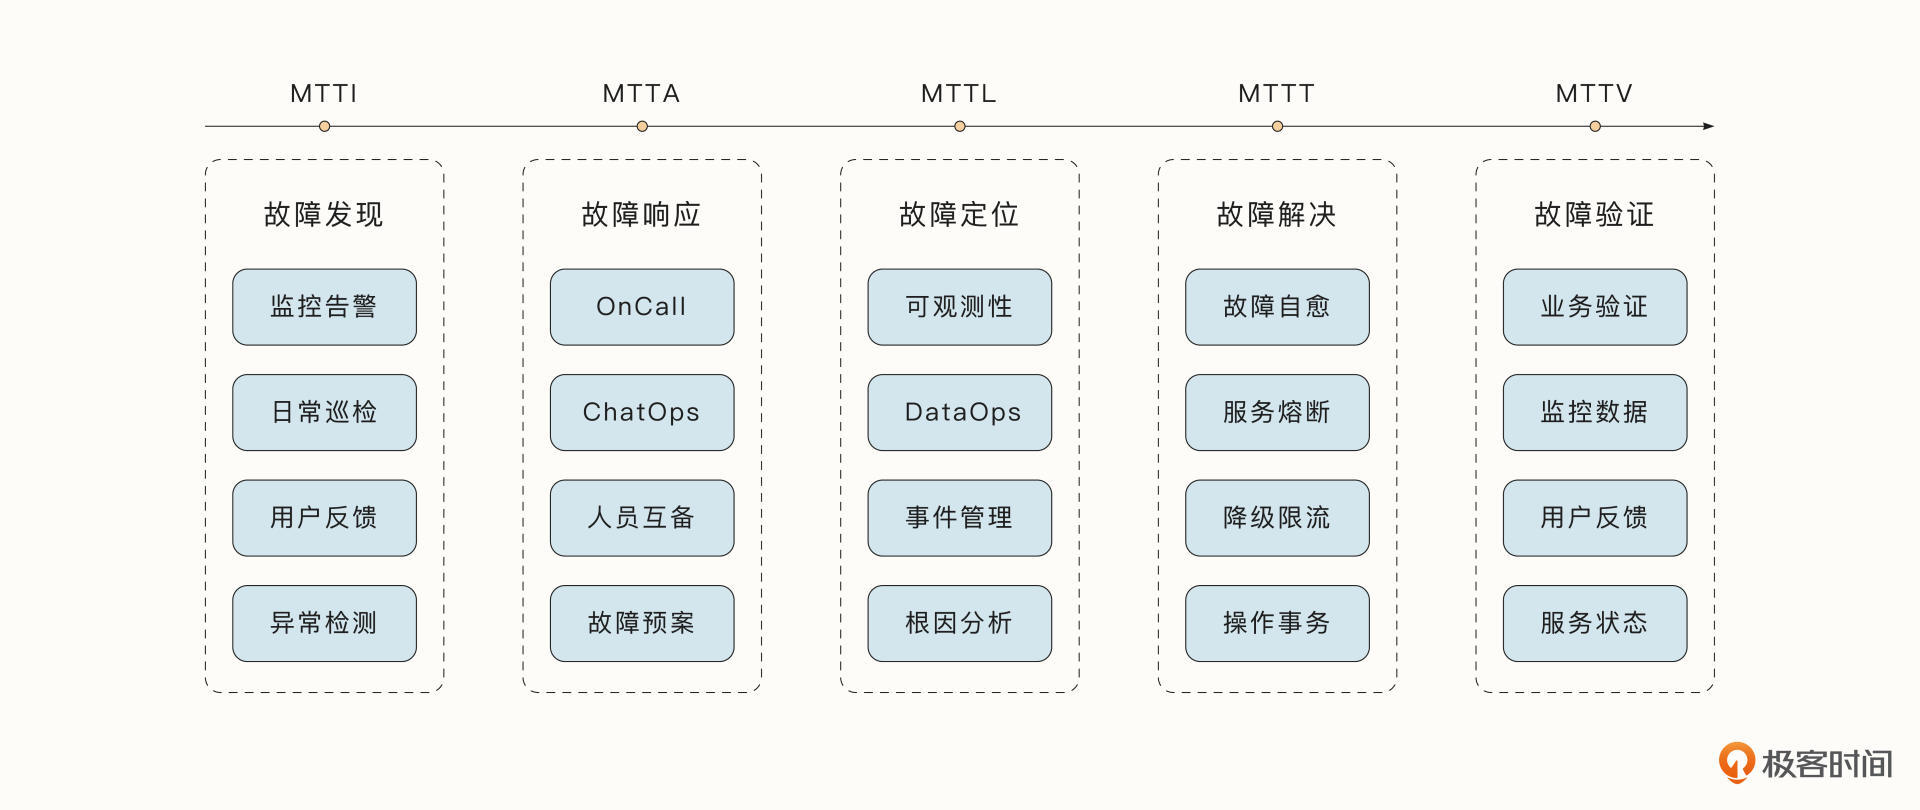 MTTI
MTTA
MTTL
MTTT
MTTV
故障发现
监控告警
日常巡检
用户反馈
异常检测
故障响应
OnCall
ChatOps
人员互备
故障预案
故障定位
可观测性
DataOps
事件管理
根因分析
故障解决
故障自愈
服务熔断
降级限流
操作事务
故障验证
业务验证
监控数据
用户反馈
服务状态
极客时间